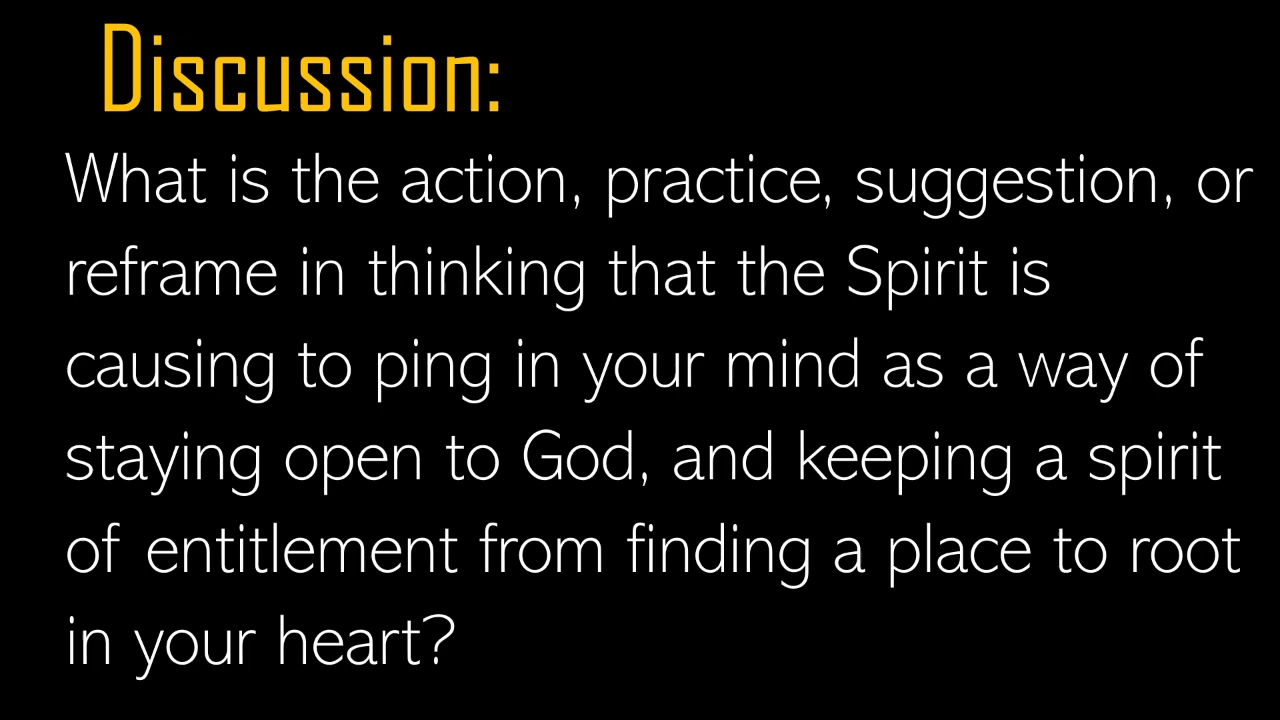 Discussion:
What is the action, practice, suggestion, or
reframe in thinking that the Spirit is
causing to ping in your mind as a way of
staying open to God, and keeping a spirit
of entitlement from finding a place to root
in your heart?